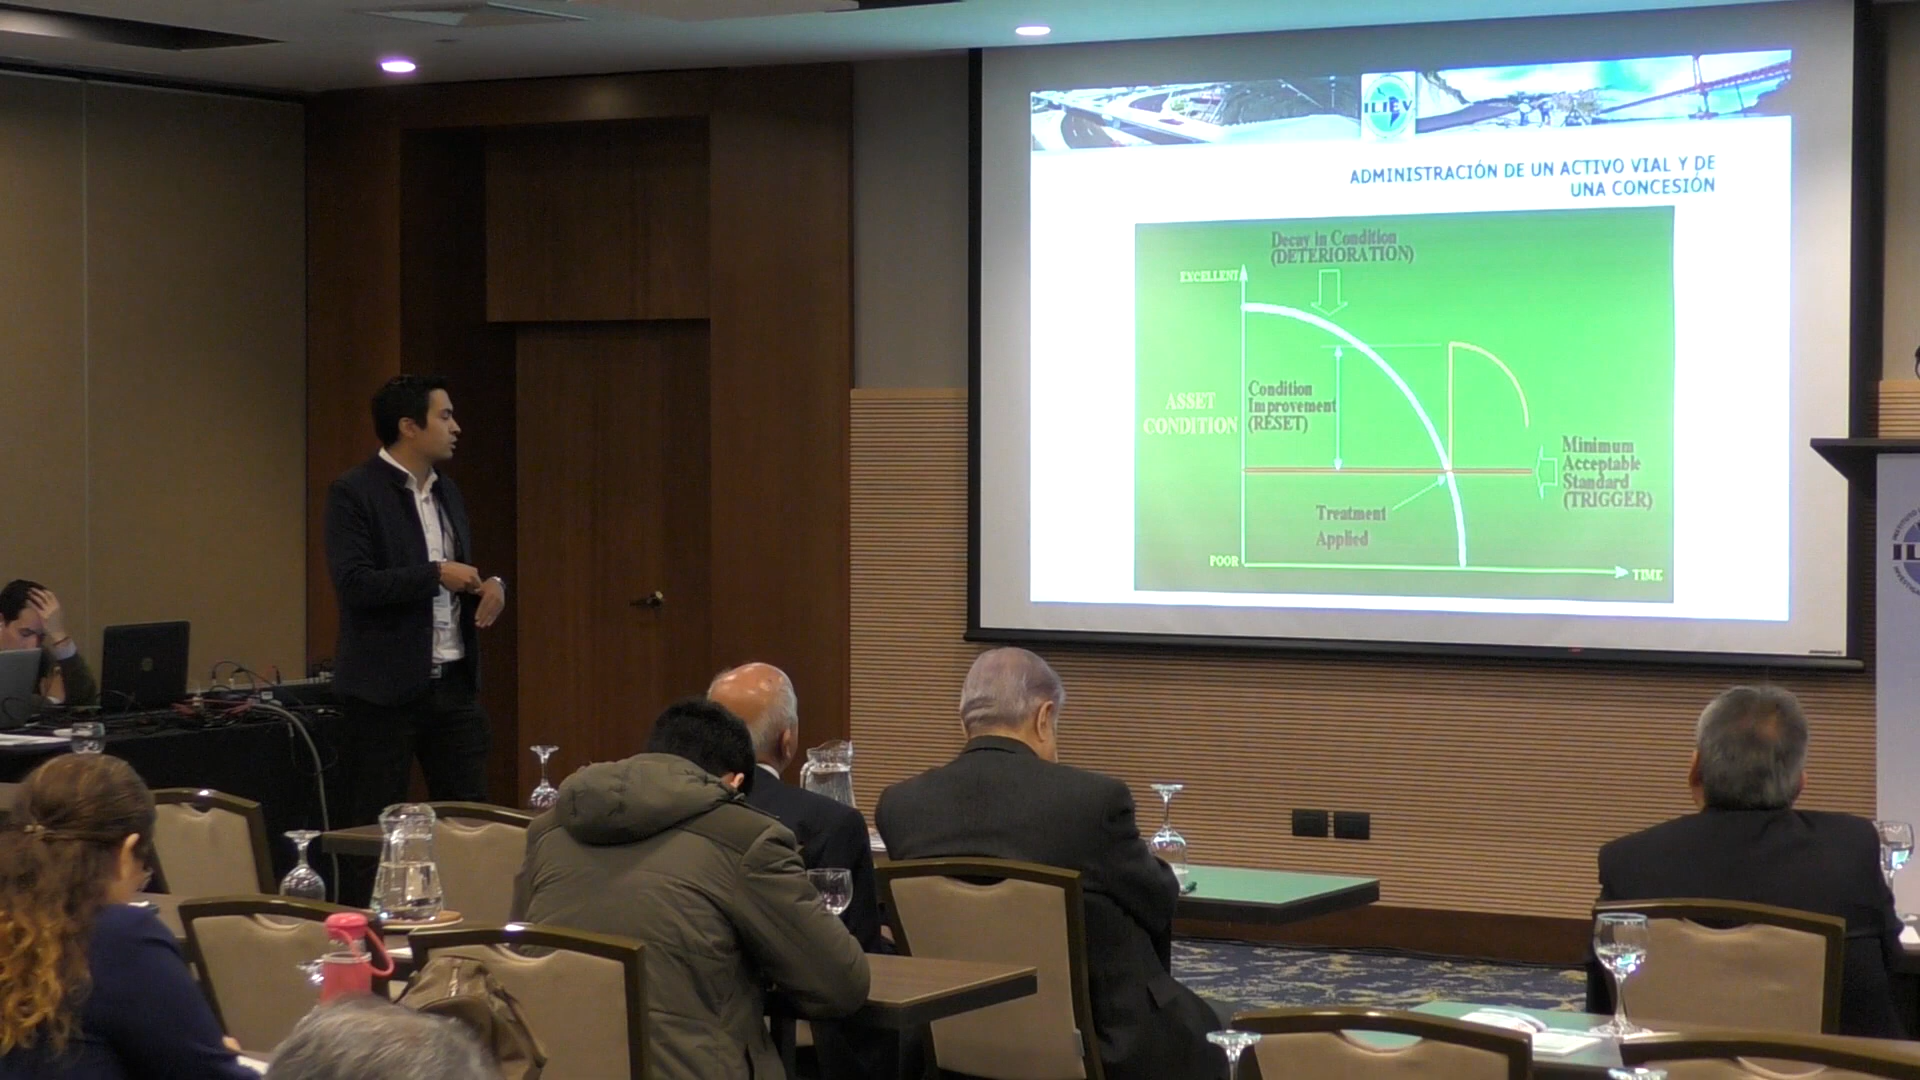 ILIEV
ADMINISTRACIÓN DE UN ACTIVO VIAL Y DE
UNA CONCESIÓN
Decay in Condition
(DETERIORATION)
EXCELLENT
Condition
Improvement
(RESET)
ASSET
CONDITION
Minimum
Acceptable
Standard
(TRIGGER)
Treatment
Applied
POOR
TIME